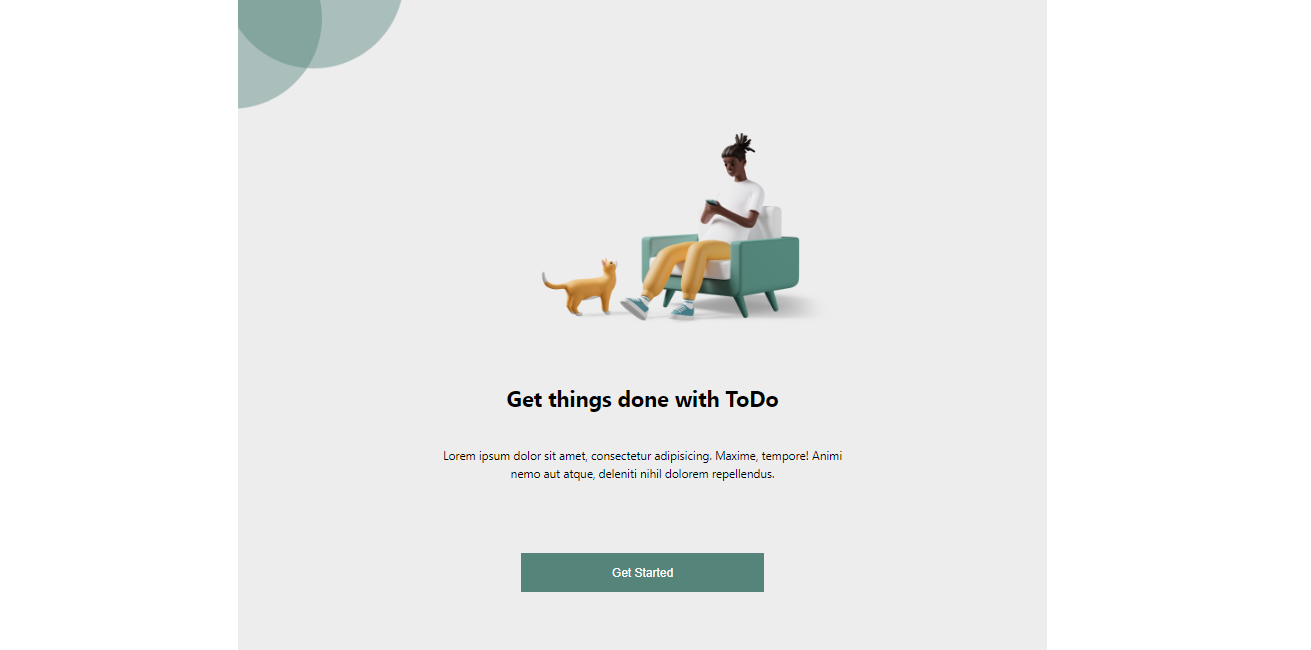 Get things done with ToDo
Lorem ipsum dolor sit amet, consectetur adipisicing. Maxime, tempore! Animi
nemo aut atque, deleniti nihil dolorem repellendus.
Get Started